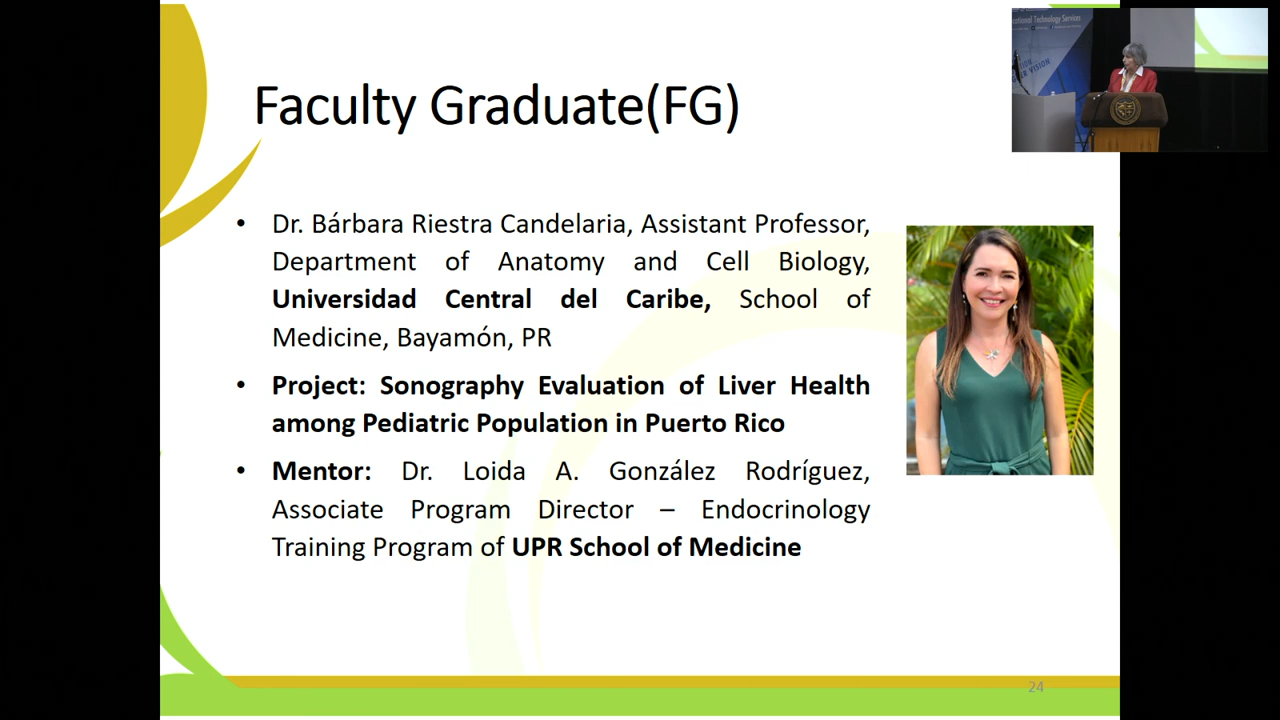 Faculty Graduate(FG)
• Dr. Bárbara Riestra Candelaria, Assistant Professor,
Department of Anatomy and Cell Biology,
Universidad Central del Caribe, School of
Medicine, Bayamón, PR
• Project: Sonography Evaluation of Liver Health
among Pediatric Population in Puerto Rico
• Mentor: Dr. Loida A. González Rodríguez,
Associate Program Director – Endocrinology
Training Program of UPR School of Medicine
24
Technology Services